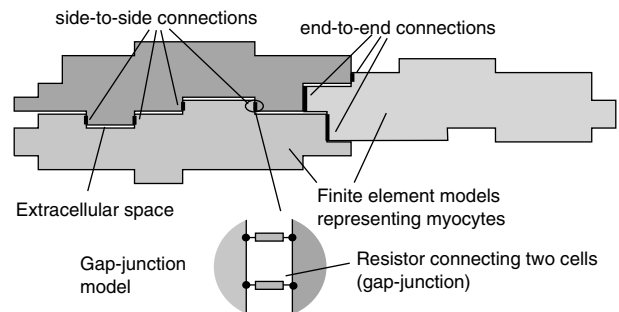 side-to-side connections
end-to-end connections
Extracellular space
Finite element models
representing myocytes
Gap-junction
model
Resistor connecting two cells
(gap-junction)